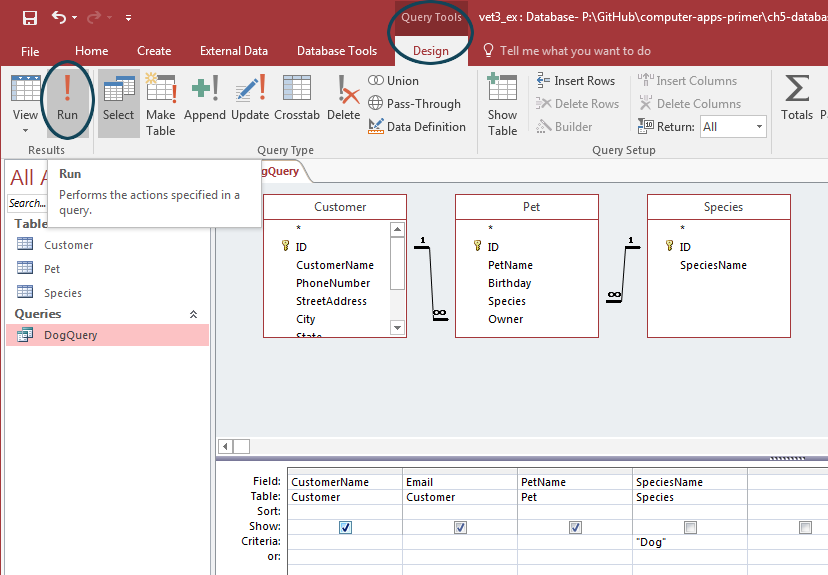 Query Tools
vet3_ex : Database- P:\GitHub\computer-apps-primer\ch5-databas
File Home Create External Data Database Tools Design Tell me what you want to do
View Run Select Make Table Append Update Crosstab Delete
Union
Pass-Through
Data Definition
Show Table
Insert Rows
Delete Rows
Builder
Insert Columns
Delete Columns
Return: All
Totals P
Results Query Type Query Setup
Run
Performs the actions specified in a
query.
All A
Search...
Table
Customer
Pet
Species
Queries
DogQuery
gQuery
Customer
*
ID
CustomerName
PhoneNumber
StreetAddress
City
State
1
∞
Pet
*
ID
PetName
Birthday
Species
Owner
1
∞
Species
*
ID
SpeciesName
Field: CustomerName Email PetName SpeciesName
Table: Customer Customer Pet Species
Sort:
Show:
Criteria: "Dog"
or: